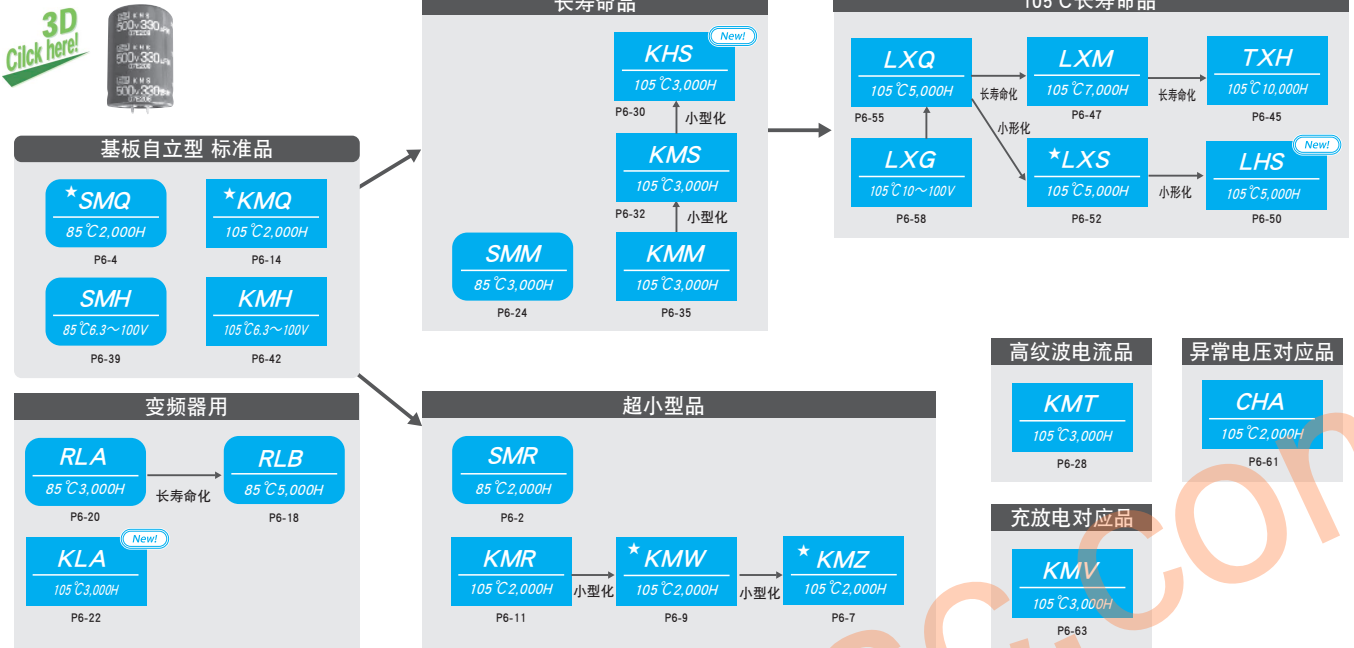 3D
Cilck here!
KHS
500v330μF
KHS
500v330μF
KMS
500v330μF
基板自立型 标准品
★SMQ
85℃2,000H
P6-4
★KMQ
105℃2,000H
P6-14
SMH
85℃6.3~100V
P6-39
KMH
105℃6.3~100V
P6-42
变频器用
RLA
85℃3,000H
P6-20
长寿命化
RLB
85℃5,000H
P6-18
New!
KLA
105℃3,000H
P6-22
长寿命品
New!
KHS
105℃3,000H
P6-30
小型化
KMS
105℃3,000H
P6-32
小型化
SMM
85℃3,000H
P6-24
KMM
105℃3,000H
P6-35
超小型品
SMR
85℃2,000H
P6-2
KMR
105℃2,000H
P6-11
小型化
★KMW
105℃2,000H
P6-9
小型化
★KMZ
105℃2,000H
P6-7
105℃长寿命品
LXQ
105℃5,000H
P6-55
长寿命化
LXM
105℃7,000H
P6-47
长寿命化
TXH
105℃10,000H
P6-45
小形化
LXG
105℃10~100V
P6-58
★LXS
105℃5,000H
P6-52
小形化
New!
LHS
105℃5,000H
P6-50
高纹波电流品
KMT
105℃3,000H
P6-28
异常电压对应品
CHA
105℃2,000H
P6-61
充放电对应品
KMV
105℃3,000H
P6-63
.com